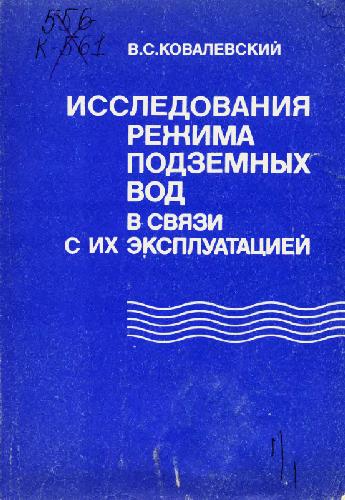 556
К-561
В.С.КОВАЛЕВСКИЙ
ИССЛЕДОВАНИЯ
РЕЖИМА
ПОДЗЕМНЫХ
ВОД
В СВЯЗИ
С ИХ ЭКСПЛУАТАЦИЕЙ